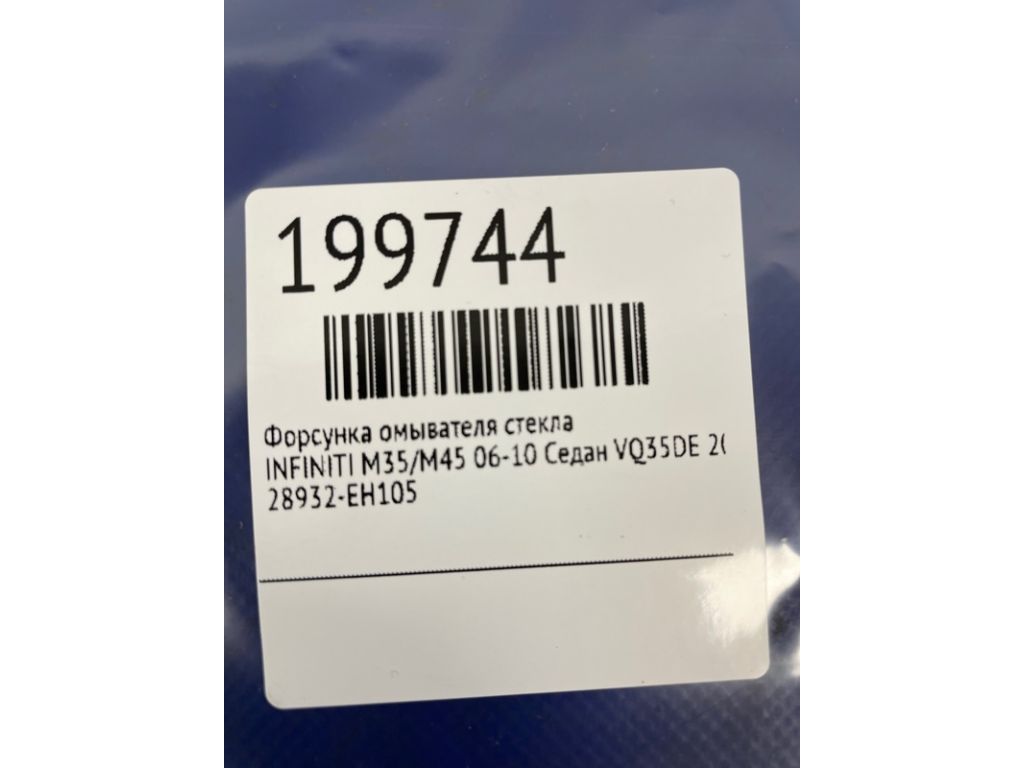 199744
Форсунка омывателя стекла
INFINITI M35/M45 06-10 Седан VQ35DE
28932-EH105